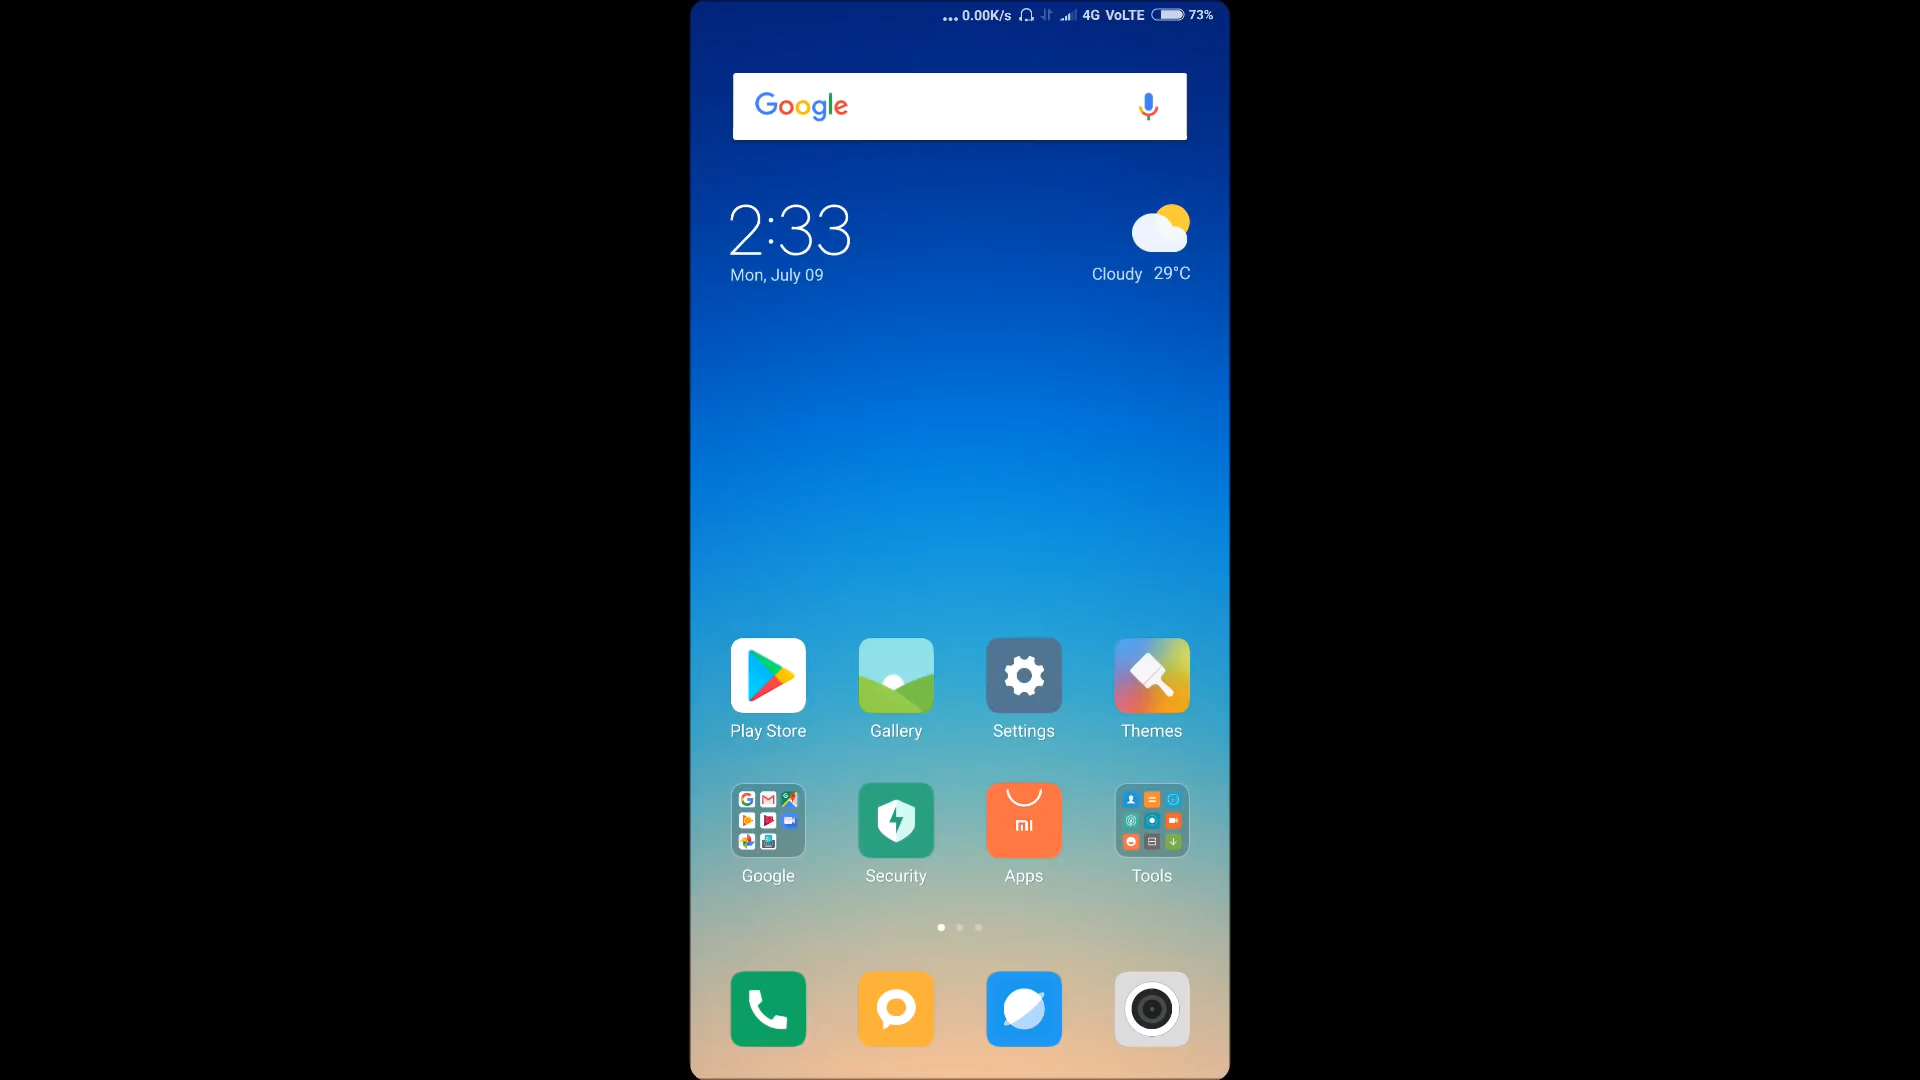 ... 0.00K/s 4G VoLTE 73%
Google
2:33
Mon, July 09
Cloudy 29°C
Play Store Gallery Settings Themes
mi
Google Security Apps Tools